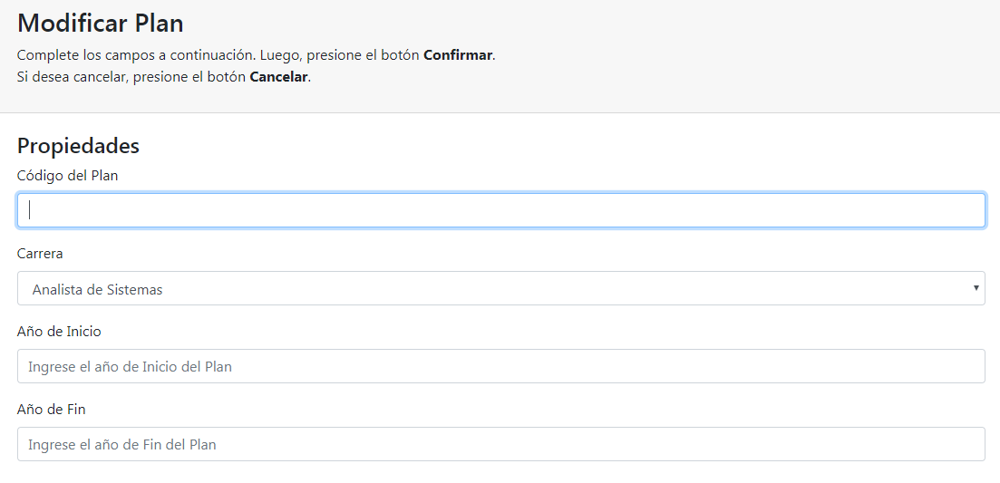 Modificar Plan
Complete los campos a continuación. Luego, presione el botón Confirmar.
Si desea cancelar, presione el botón Cancelar.
Propiedades
Código del Plan
Carrera
Analista de Sistemas
Año de Inicio
Ingrese el año de Inicio del Plan
Año de Fin
Ingrese el año de Fin del Plan